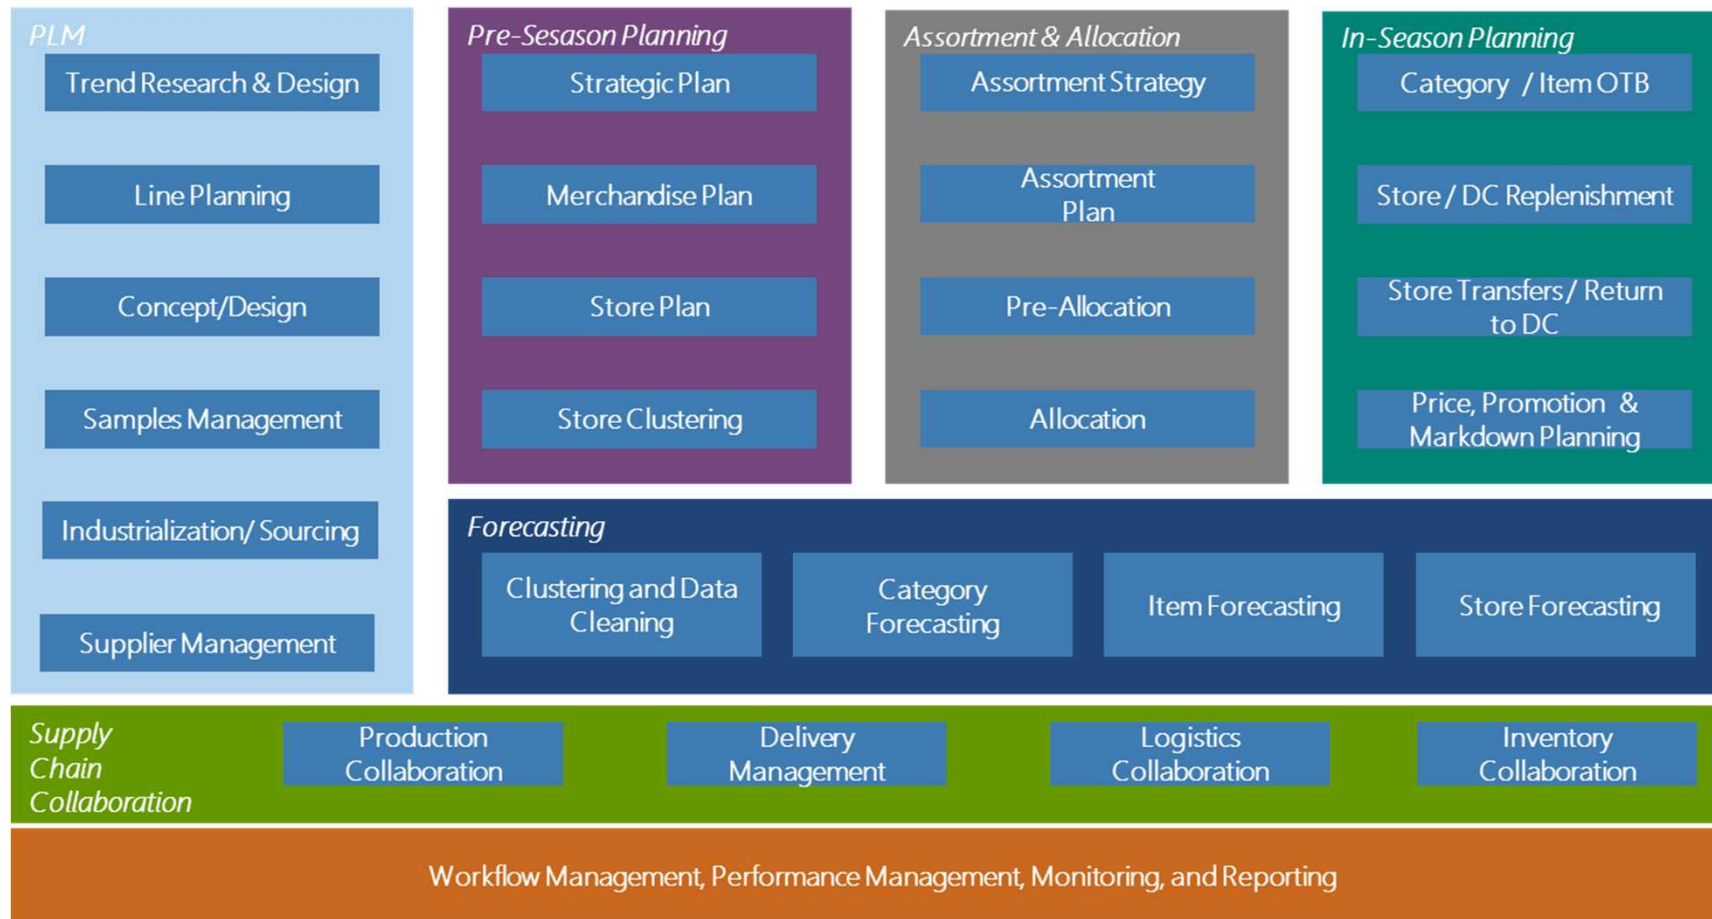 PLM
Trend Research & Design
Line Planning
Concept/Design
Samples Management
Industrialization/ Sourcing
Supplier Management
Pre-Sesason Planning
Strategic Plan
Merchandise Plan
Store Plan
Store Clustering
Assortment & Allocation
Assortment Strategy
Assortment
Plan
Pre-Allocation
Allocation
In-Season Planning
Category / Item OTB
Store / DC Replenishment
Store Transfers / Return
to DC
Price, Promotion &
Markdown Planning
Forecasting
Clustering and Data
Cleaning
Category
Forecasting
Item Forecasting
Store Forecasting
Supply
Chain
Collaboration
Production
Collaboration
Delivery
Management
Logistics
Collaboration
Inventory
Collaboration
Workflow Management, Performance Management, Monitoring, and Reporting